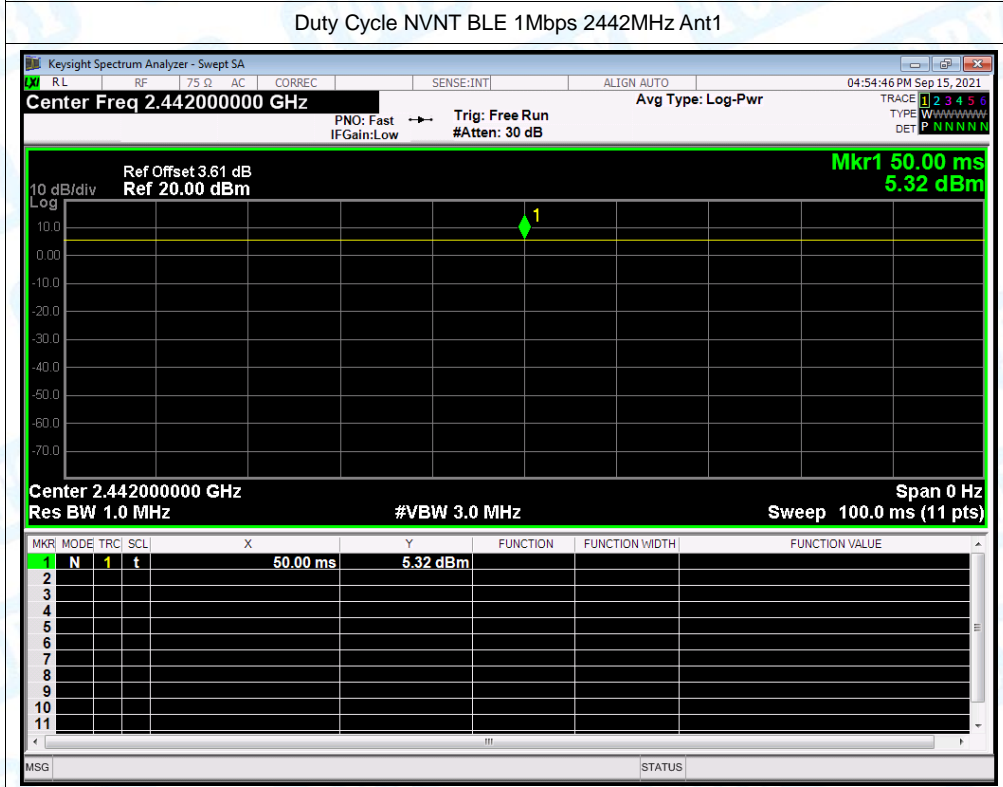 Duty Cycle NVNT BLE 1Mbps 2442MHz Ant1
Keysight Spectrum Analyzer - Swept SA
LXI RL RF 75 Ω AC CORREC SENSE:INT ALIGN AUTO 04:54:46 PM Sep 15, 2021
Center Freq 2.442000000 GHz Avg Type: Log-Pwr TRACE 1 2 3 4 5 6
PNO: Fast Trig: Free Run TYPE WWWWWW
IFGain:Low #Atten: 30 dB DET P N N N N N
Mkr1 50.00 ms
Ref Offset 3.61 dB 5.32 dBm
10 dB/div Ref 20.00 dBm
Log
1
10.0
0.00
-10.0
-20.0
-30.0
-40.0
-50.0
-60.0
-70.0
Center 2.442000000 GHz Span 0 Hz
Res BW 1.0 MHz #VBW 3.0 MHz Sweep 100.0 ms (11 pts)
MKR MODE TRC SCL X Y FUNCTION FUNCTION WIDTH FUNCTION VALUE
1 N 1 t 50.00 ms 5.32 dBm
2
3
4
5
6
7
8
9
10
11
MSG STATUS